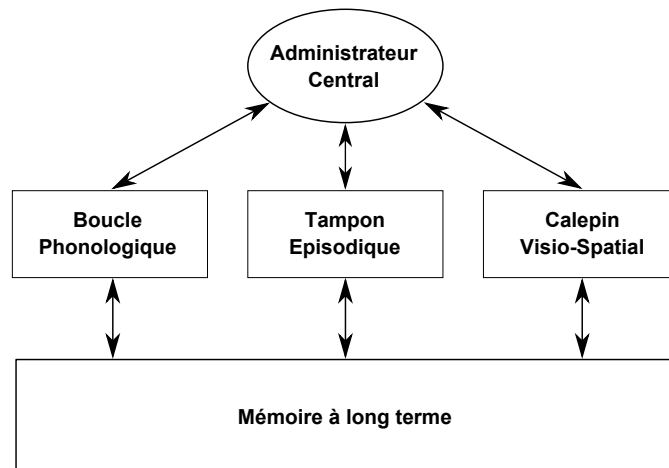 Administrateur
Central
Boucle
Phonologique
Tampon
Episodique
Calepin
Visio-Spatial
Mémoire à long terme